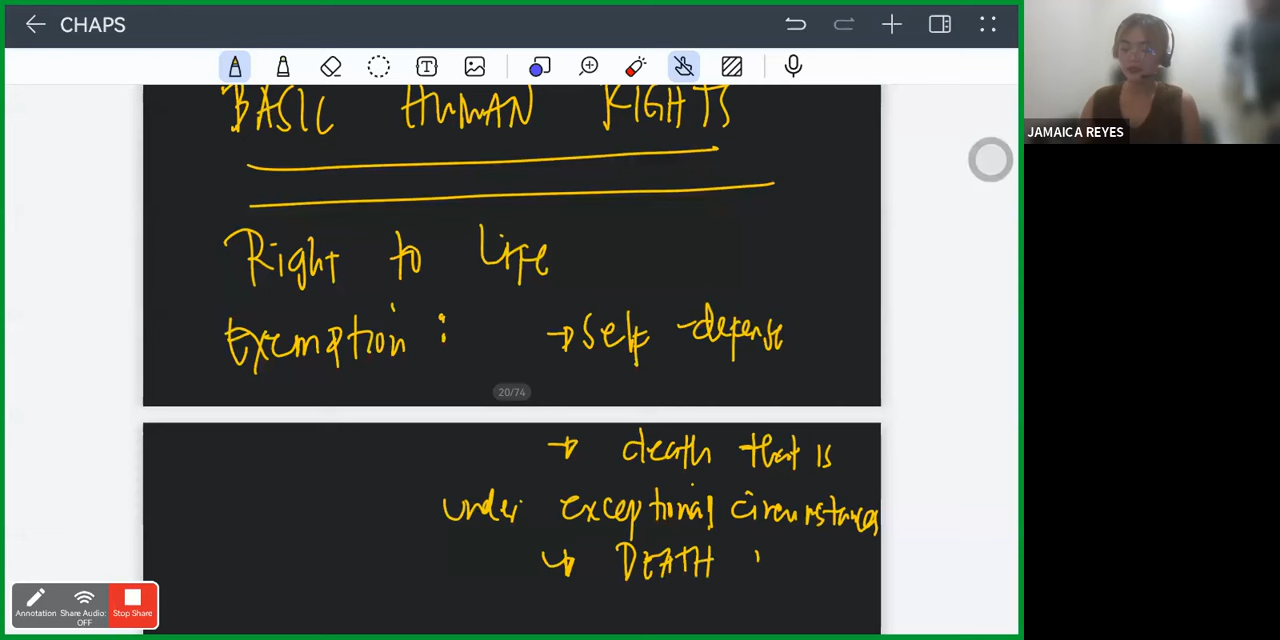 CHAPS
BASIC HUMAN RIGHTS
Right to Life
Exemption : → self-defense
20/74
→ death that is
under exceptional circumstances
↳ DEATH
Annotation
Share Audio:
OFF
Stop Share
JAMAICA REYES